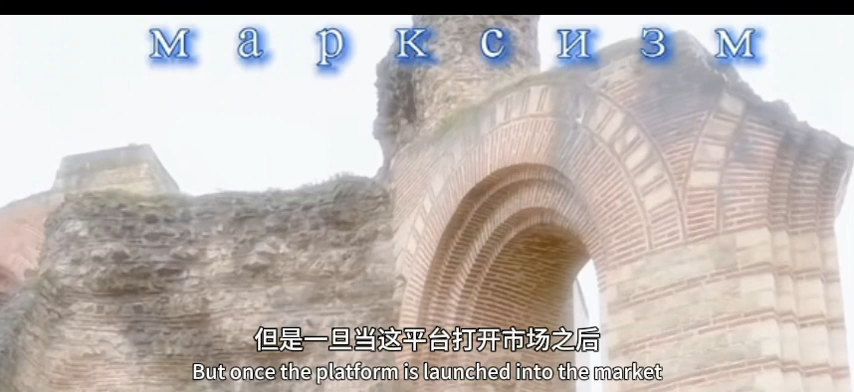 марксизм
但是一旦当这平台打开市场之后
But once the platform is launched into the market